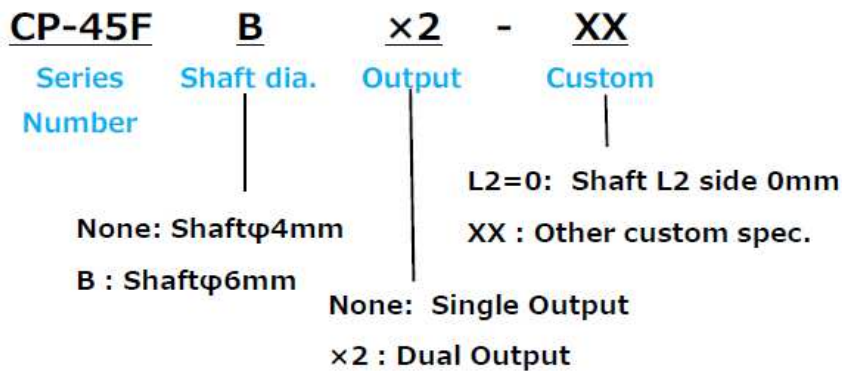 CP-45F B ×2 - XX
Series Number Shaft dia. Output Custom
L2=0: Shaft L2 side 0mm
XX : Other custom spec.
None: Shaftφ4mm
B : Shaftφ6mm
None: Single Output
×2 : Dual Output